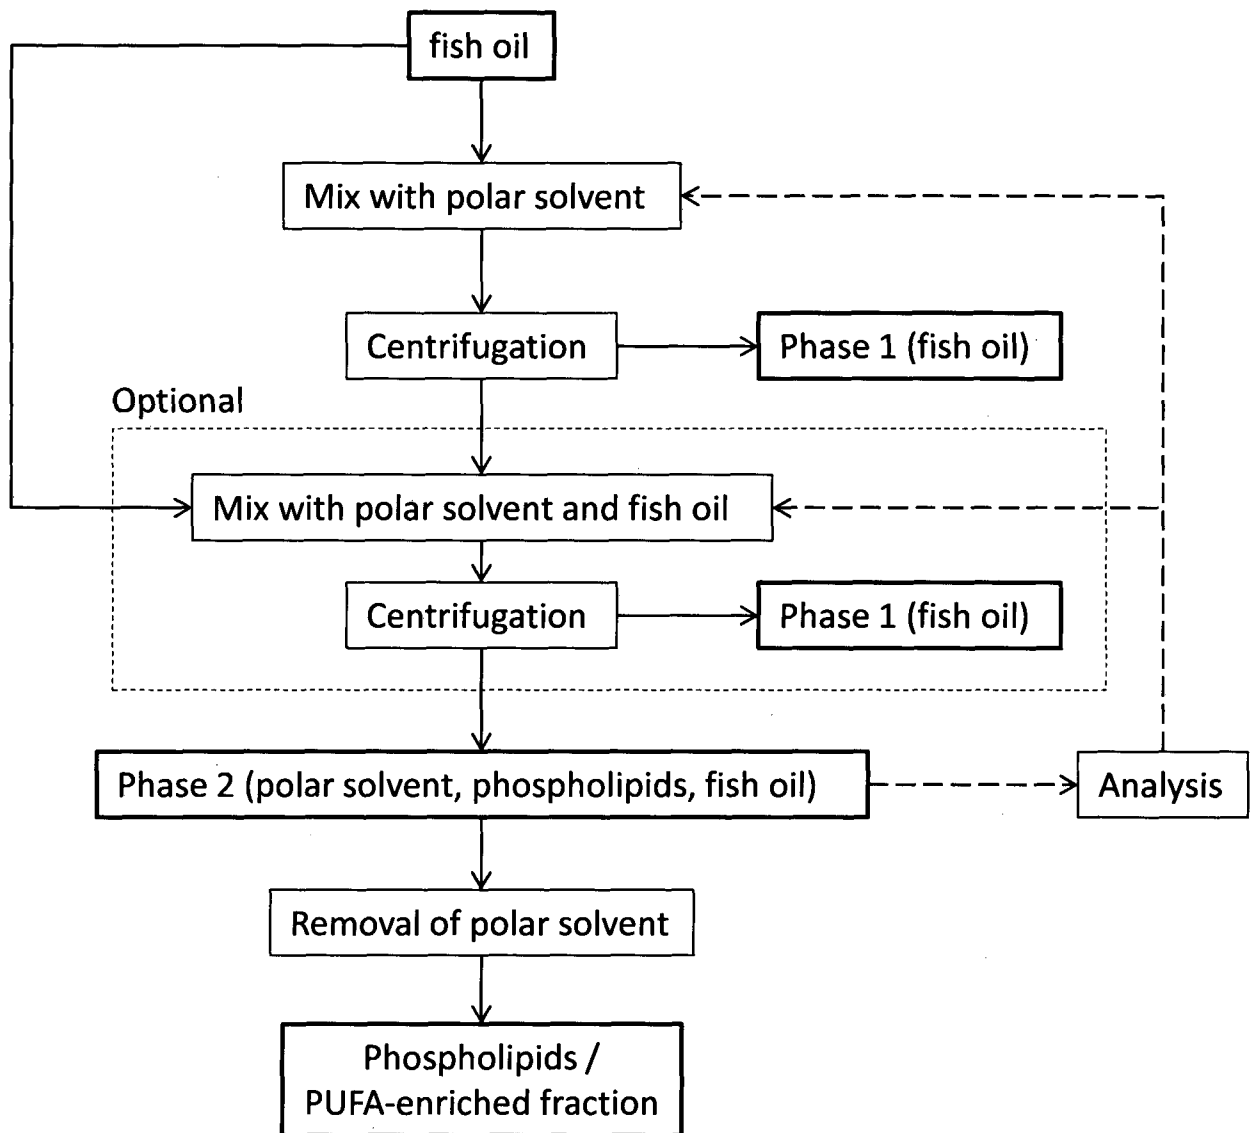 fish oil
Mix with polar solvent
Centrifugation
Phase 1 (fish oil)
Optional
Mix with polar solvent and fish oil
Centrifugation
Phase 1 (fish oil)
Phase 2 (polar solvent, phospholipids, fish oil)
Analysis
Removal of polar solvent
Phospholipids /
PUFA-enriched fraction